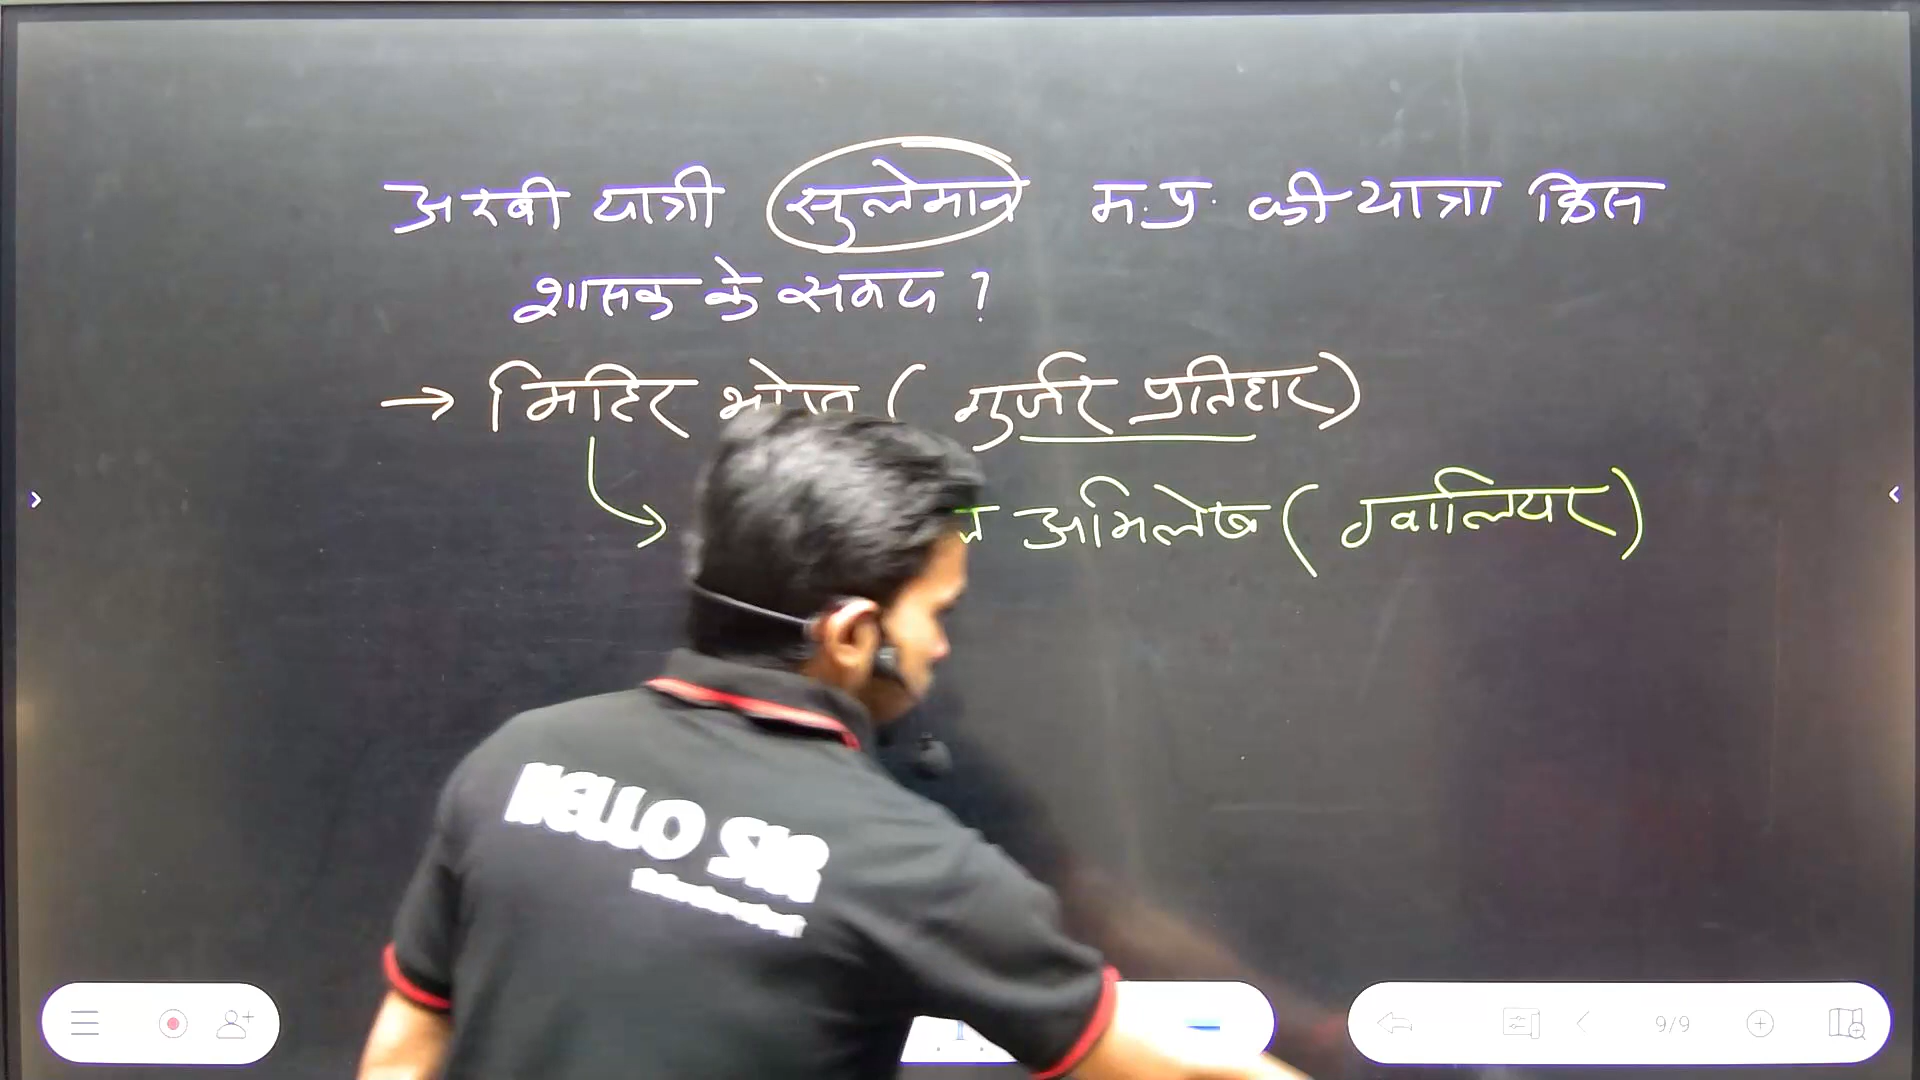 अरबी यात्री सुलेमान म.प्र. की यात्रा किस
शासक के समय ?
→ मिहिर भोज ( गुर्जर प्रतिहार )
अभिलेख ( ग्वालियर )
HELLO SIR
9/9